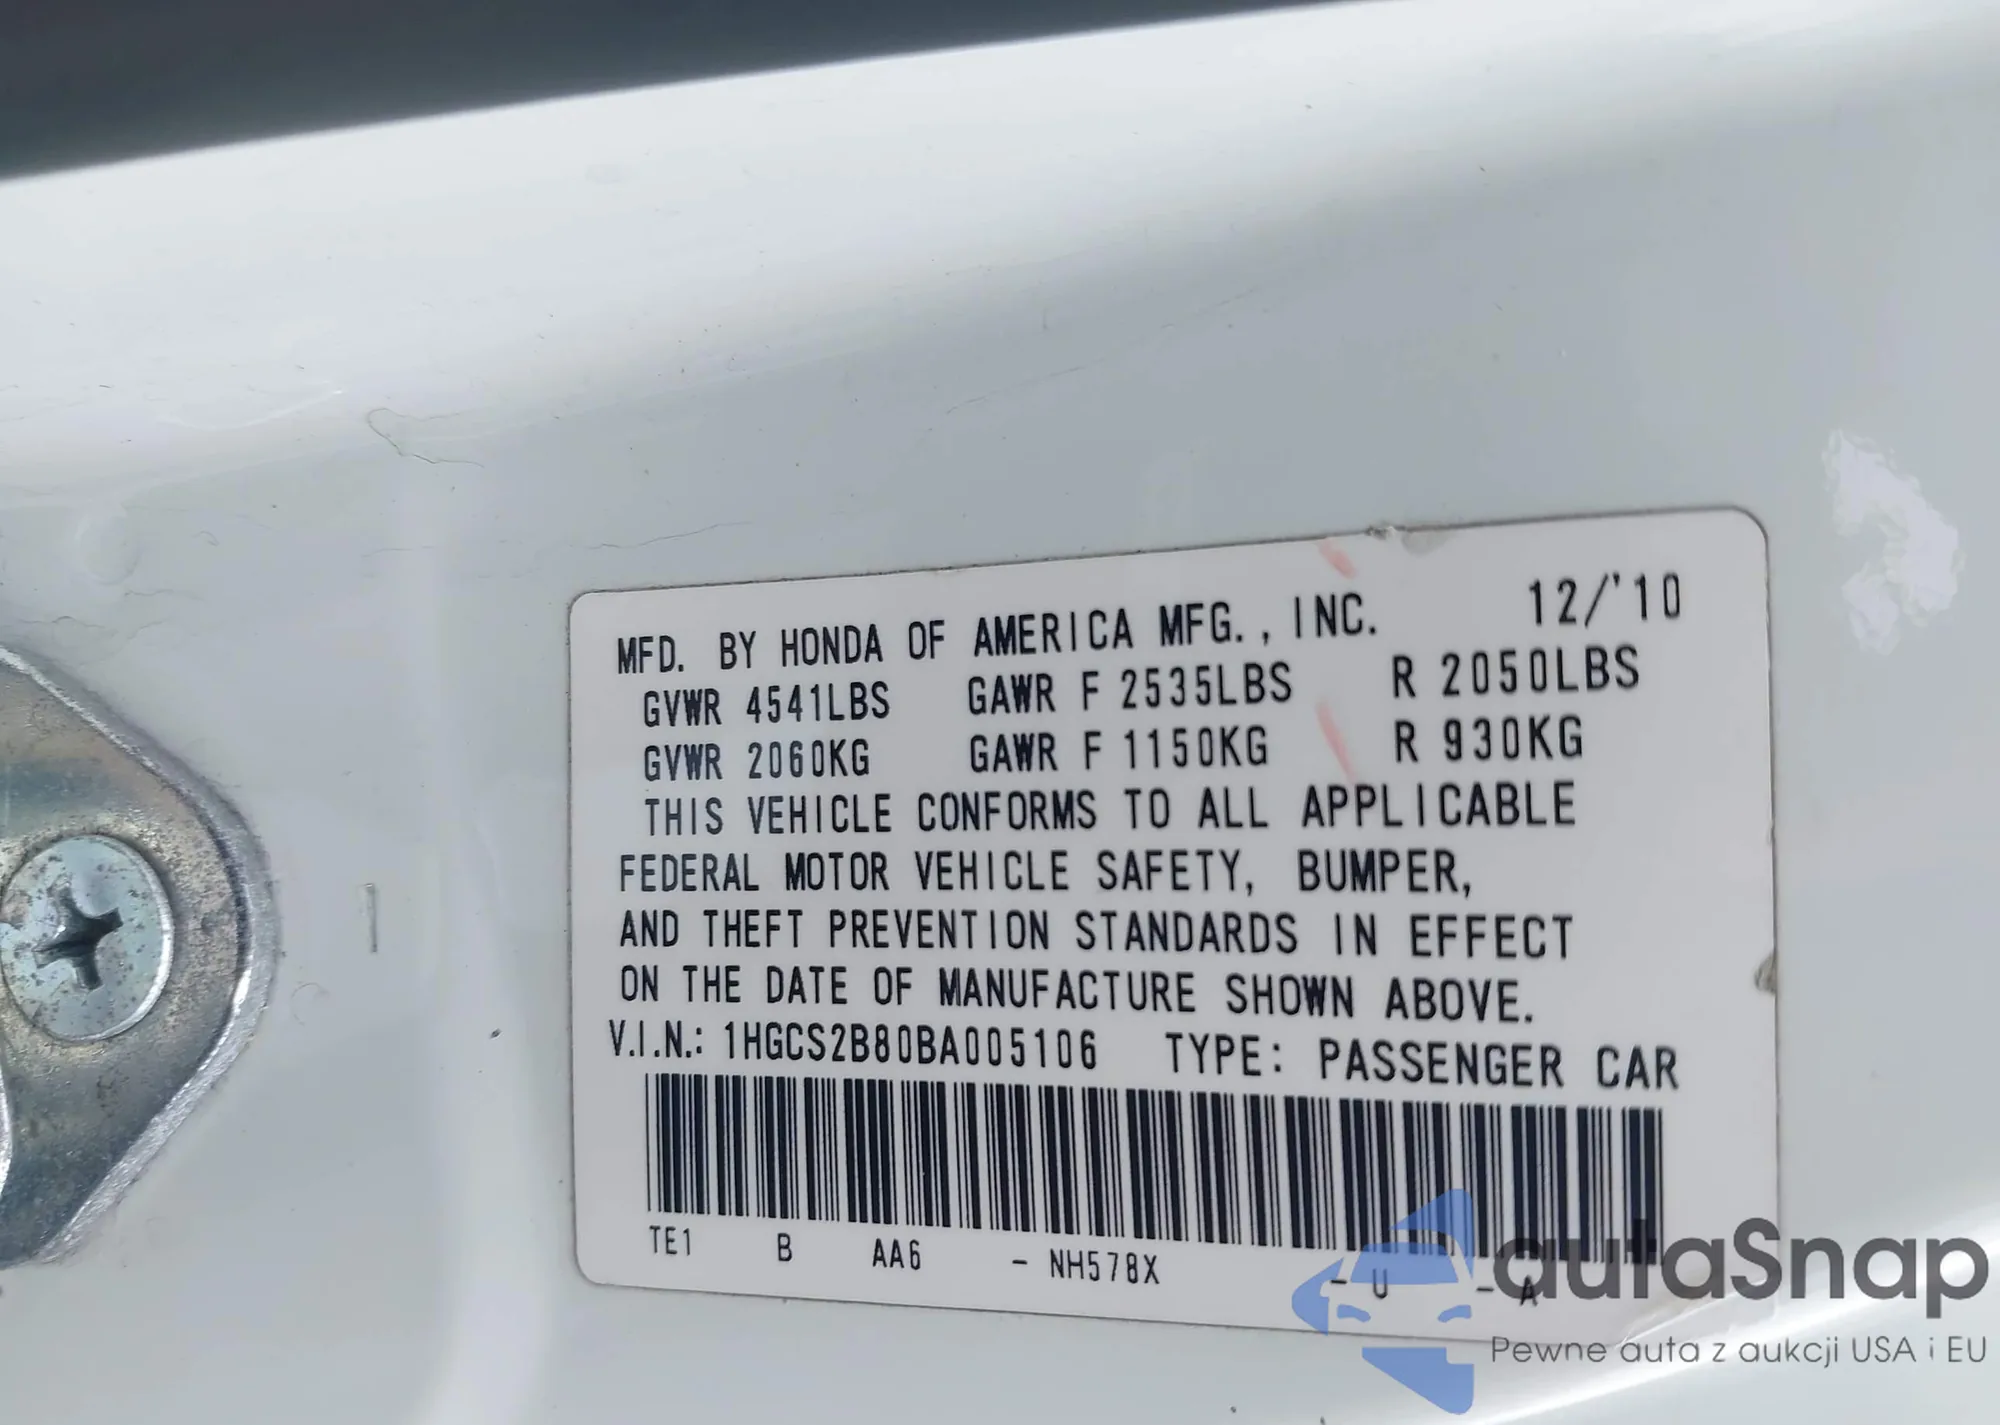 MFD. BY HONDA OF AMERICA MFG., INC. 12/'10
GVWR 4541LBS GAWR F 2535LBS R 2050LBS
GVWR 2060KG GAWR F 1150KG R 930KG
THIS VEHICLE CONFORMS TO ALL APPLICABLE
FEDERAL MOTOR VEHICLE SAFETY, BUMPER,
AND THEFT PREVENTION STANDARDS IN EFFECT
ON THE DATE OF MANUFACTURE SHOWN ABOVE.
V.I.N.: 1HGCS2B80BA005106 TYPE: PASSENGER CAR
TE1 B AA6 - NH578X - U - A
autaSnap
Pewne auta z aukcji USA i EU